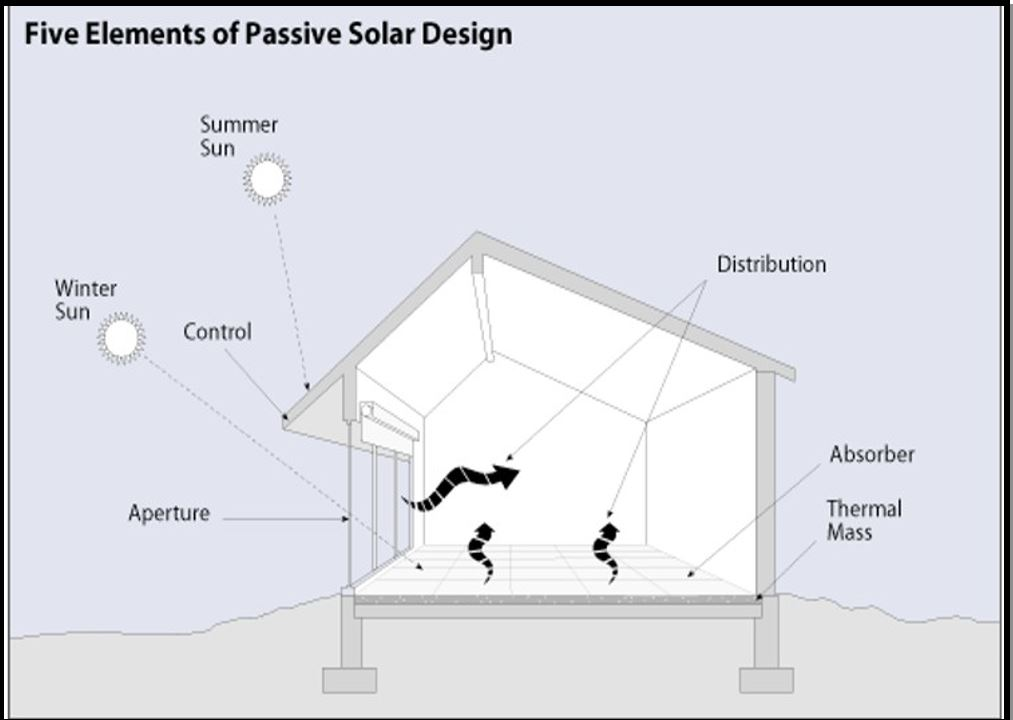 Five Elements of Passive Solar Design
Summer
Sun
Winter
Sun
Control
Distribution
Aperture
Absorber
Thermal
Mass